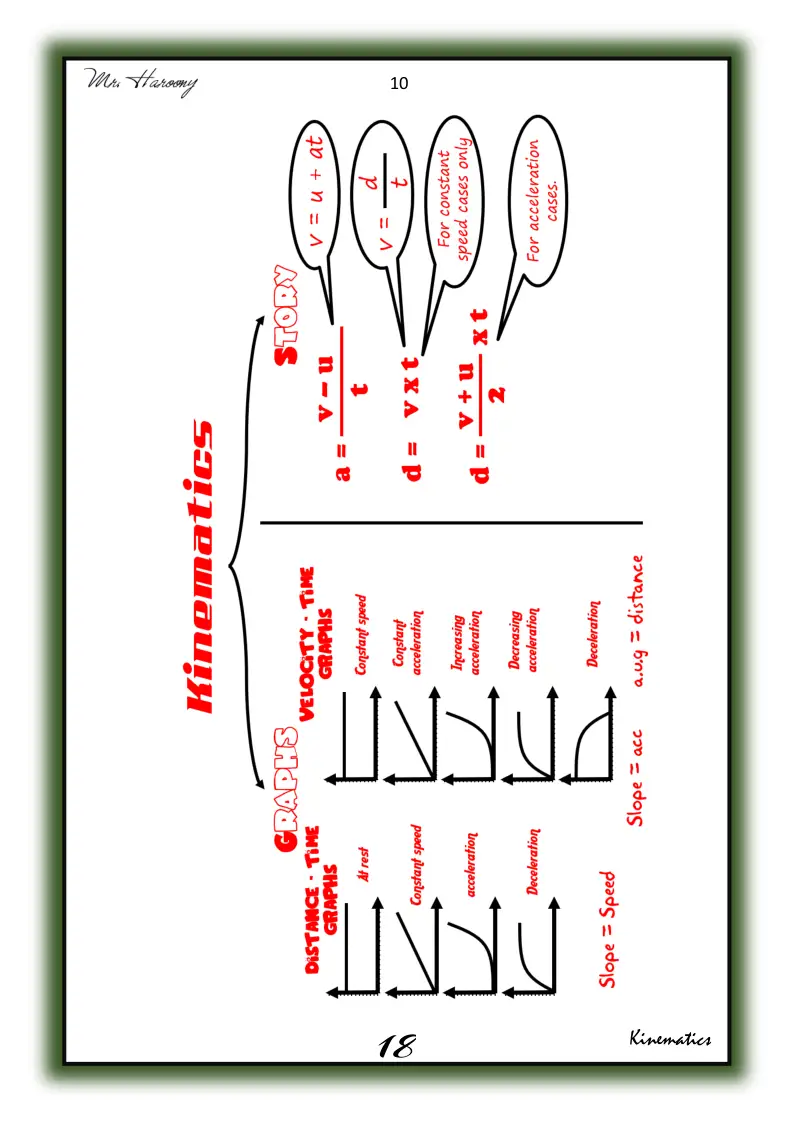 Mr. Haroony
10
Kinematics
Graphs
Distance - Time
Graphs
At rest
Constant speed
acceleration
Deceleration
Slope = Speed
Velocity - Time
Graphs
Constant speed
Constant
acceleration
Increasing
acceleration
Decreasing
acceleration
Deceleration
Slope = acc
a.u.g = distance
Story
a = v – u / t
v = u + at
d = v x t
v = d / t
For constant
speed cases only
d = v + u / 2 x t
For acceleration
cases.
18
Kinematics